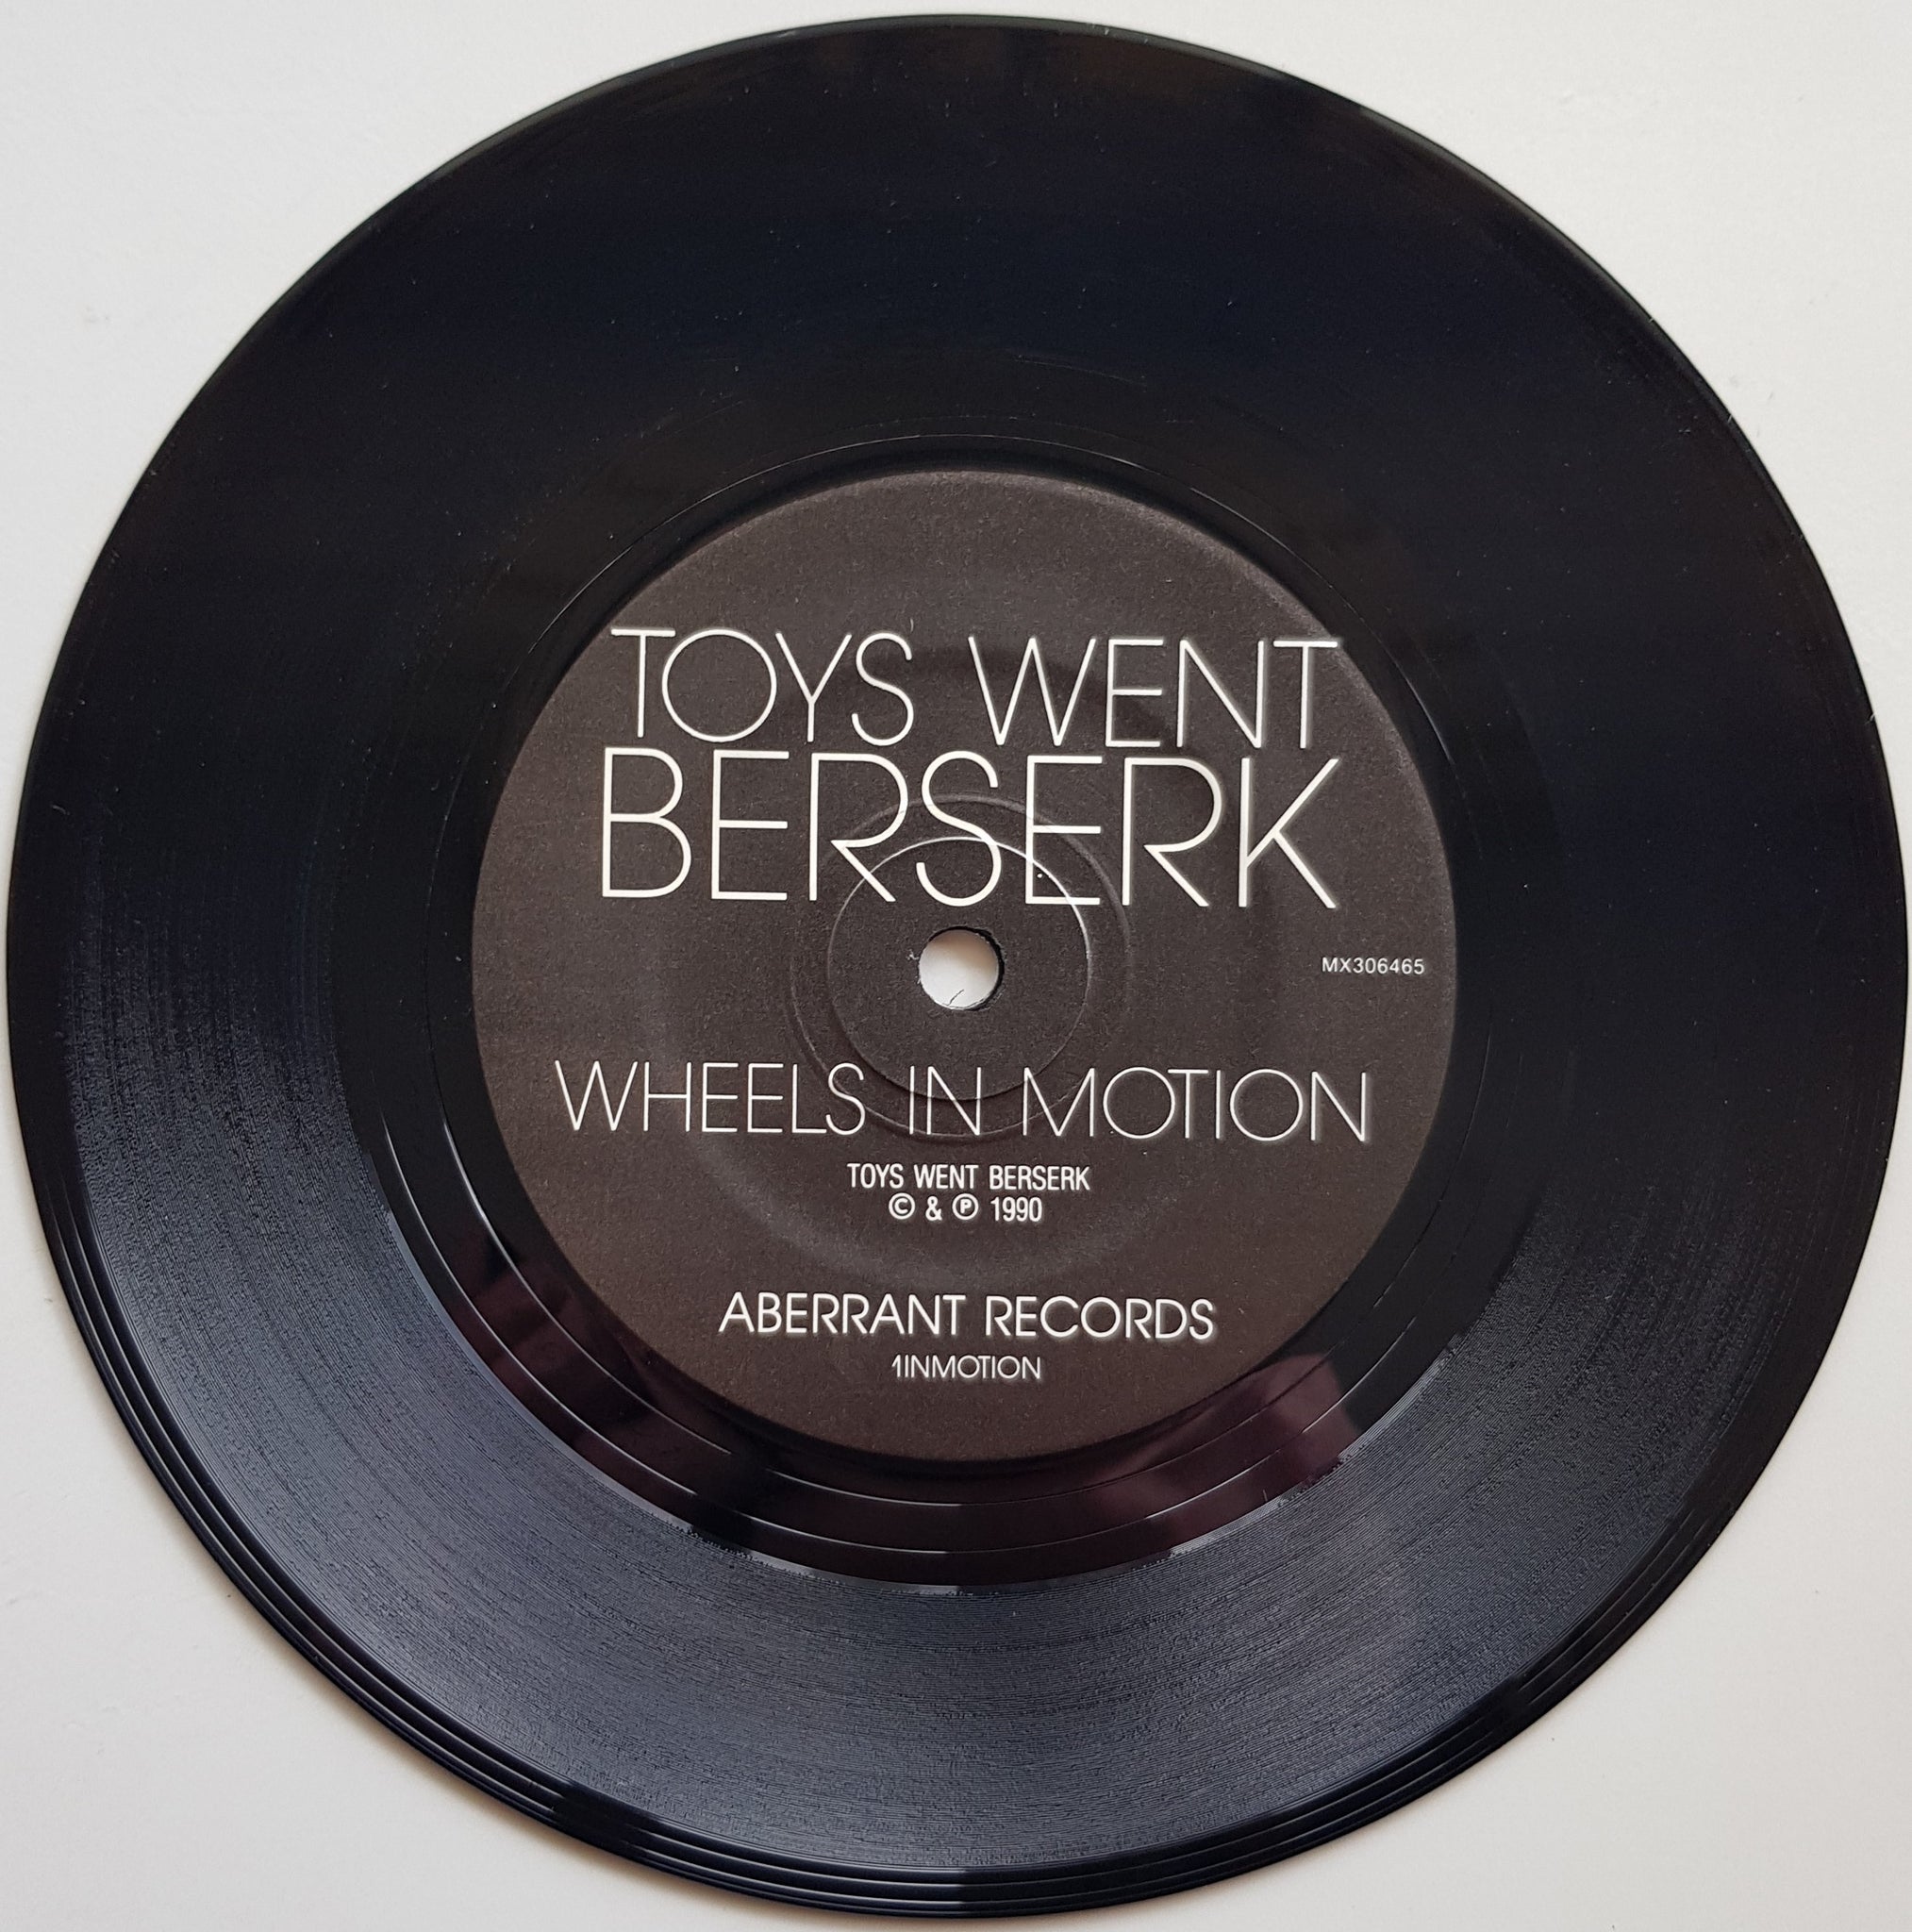 TOYS WENT
BERSERK
MX306465
WHEELS IN MOTION
TOYS WENT BERSERK
© & ℗ 1990
ABERRANT RECORDS
1INMOTION